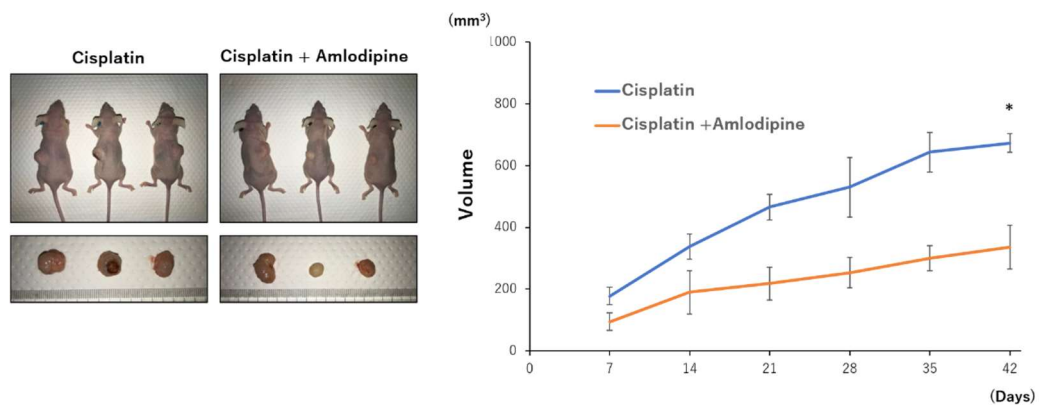 Cisplatin
Cisplatin + Amlodipine
(mm³)
1000
800
600
400
200
0
Volume
Cisplatin
Cisplatin +Amlodipine
*
0 7 14 21 28 35 42
(Days)